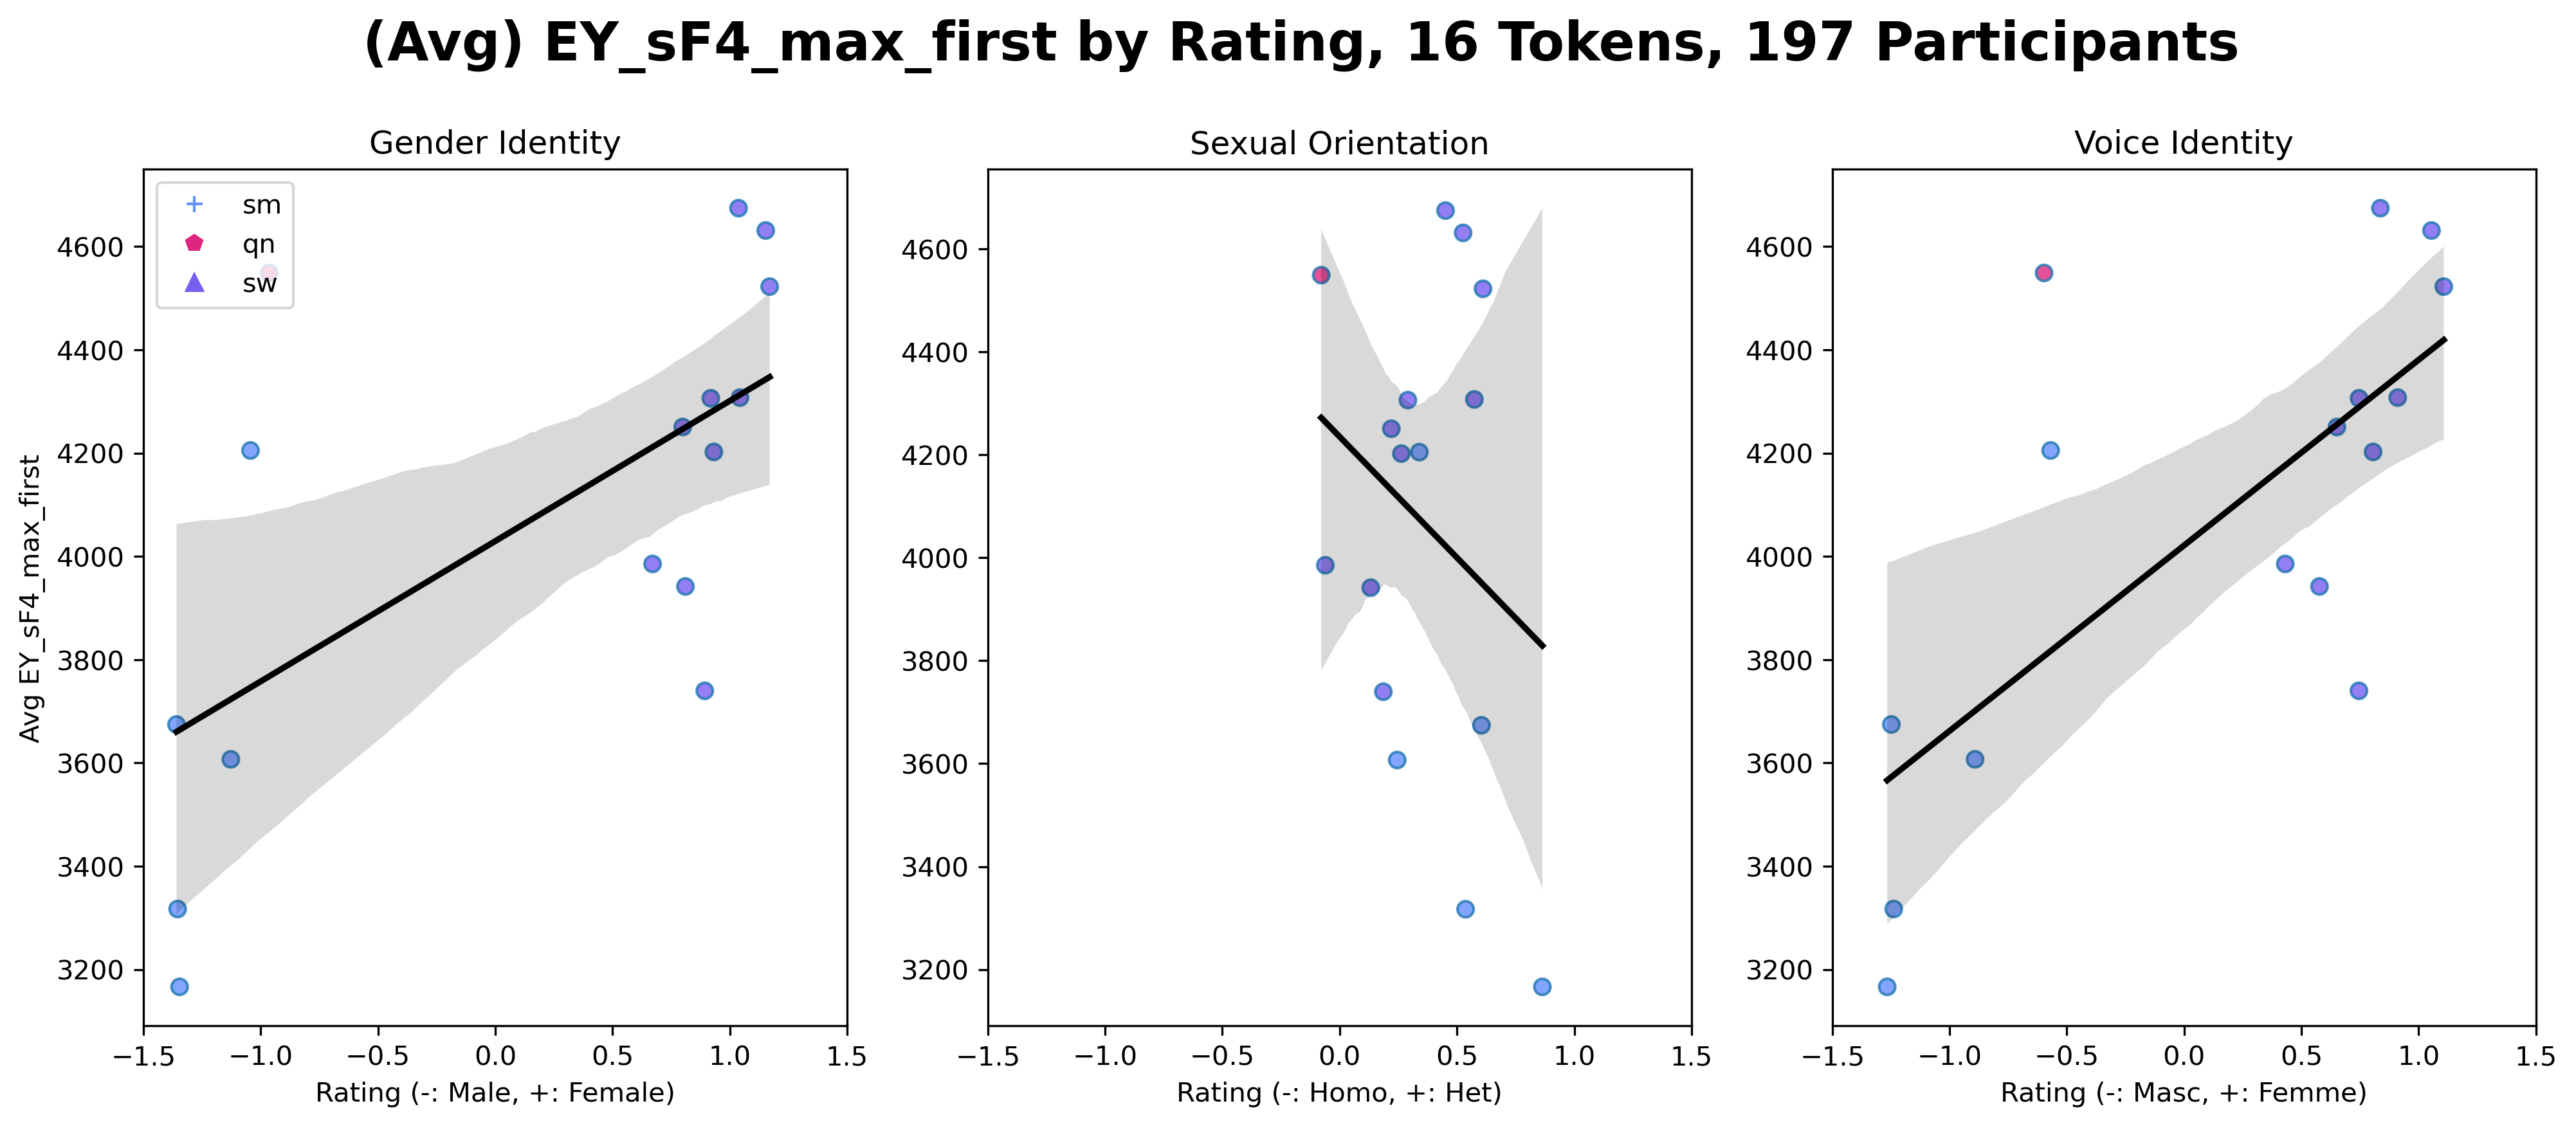 (Avg) EY_sF4_max_first by Rating, 16 Tokens, 197 Participants
Gender Identity
sm
qn
sw
4600
4400
4200
4000
3800
3600
3400
3200
Avg EY_sF4_max_first
−1.5 −1.0 −0.5 0.0 0.5 1.0 1.5
Rating (-: Male, +: Female)
Sexual Orientation
4600
4400
4200
4000
3800
3600
3400
3200
−1.5 −1.0 −0.5 0.0 0.5 1.0 1.5
Rating (-: Homo, +: Het)
Voice Identity
4600
4400
4200
4000
3800
3600
3400
3200
−1.5 −1.0 −0.5 0.0 0.5 1.0 1.5
Rating (-: Masc, +: Femme)